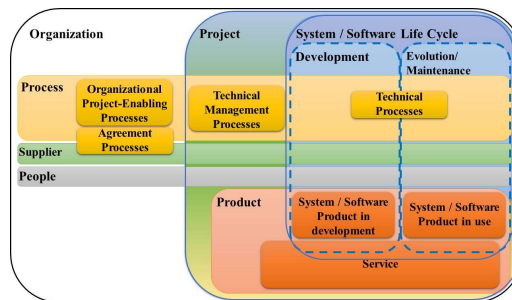 Organization
Project
System / Software Life Cycle
Development
Evolution/
Maintenance
Process
Organizational
Project-Enabling
Processes
Technical
Management
Processes
Technical
Processes
Agreement
Processes
Supplier
People
Product
System / Software
Product in
development
System / Software
Product in use
Service